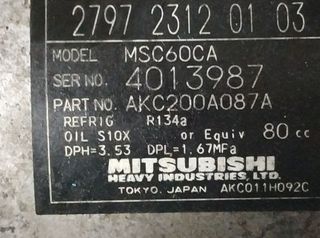 2797 2312 01 03
MODEL MSC60CA
SER NO. 4013987
PART NO. AKC200A087A
REFRIG R134a
OIL S10X or Equiv 80 cc
DPH=3.53 DPL=1.67MPa
MITSUBISHI
HEAVY INDUSTRIES, LTD.
TOKYO, JAPAN AKC011H092C